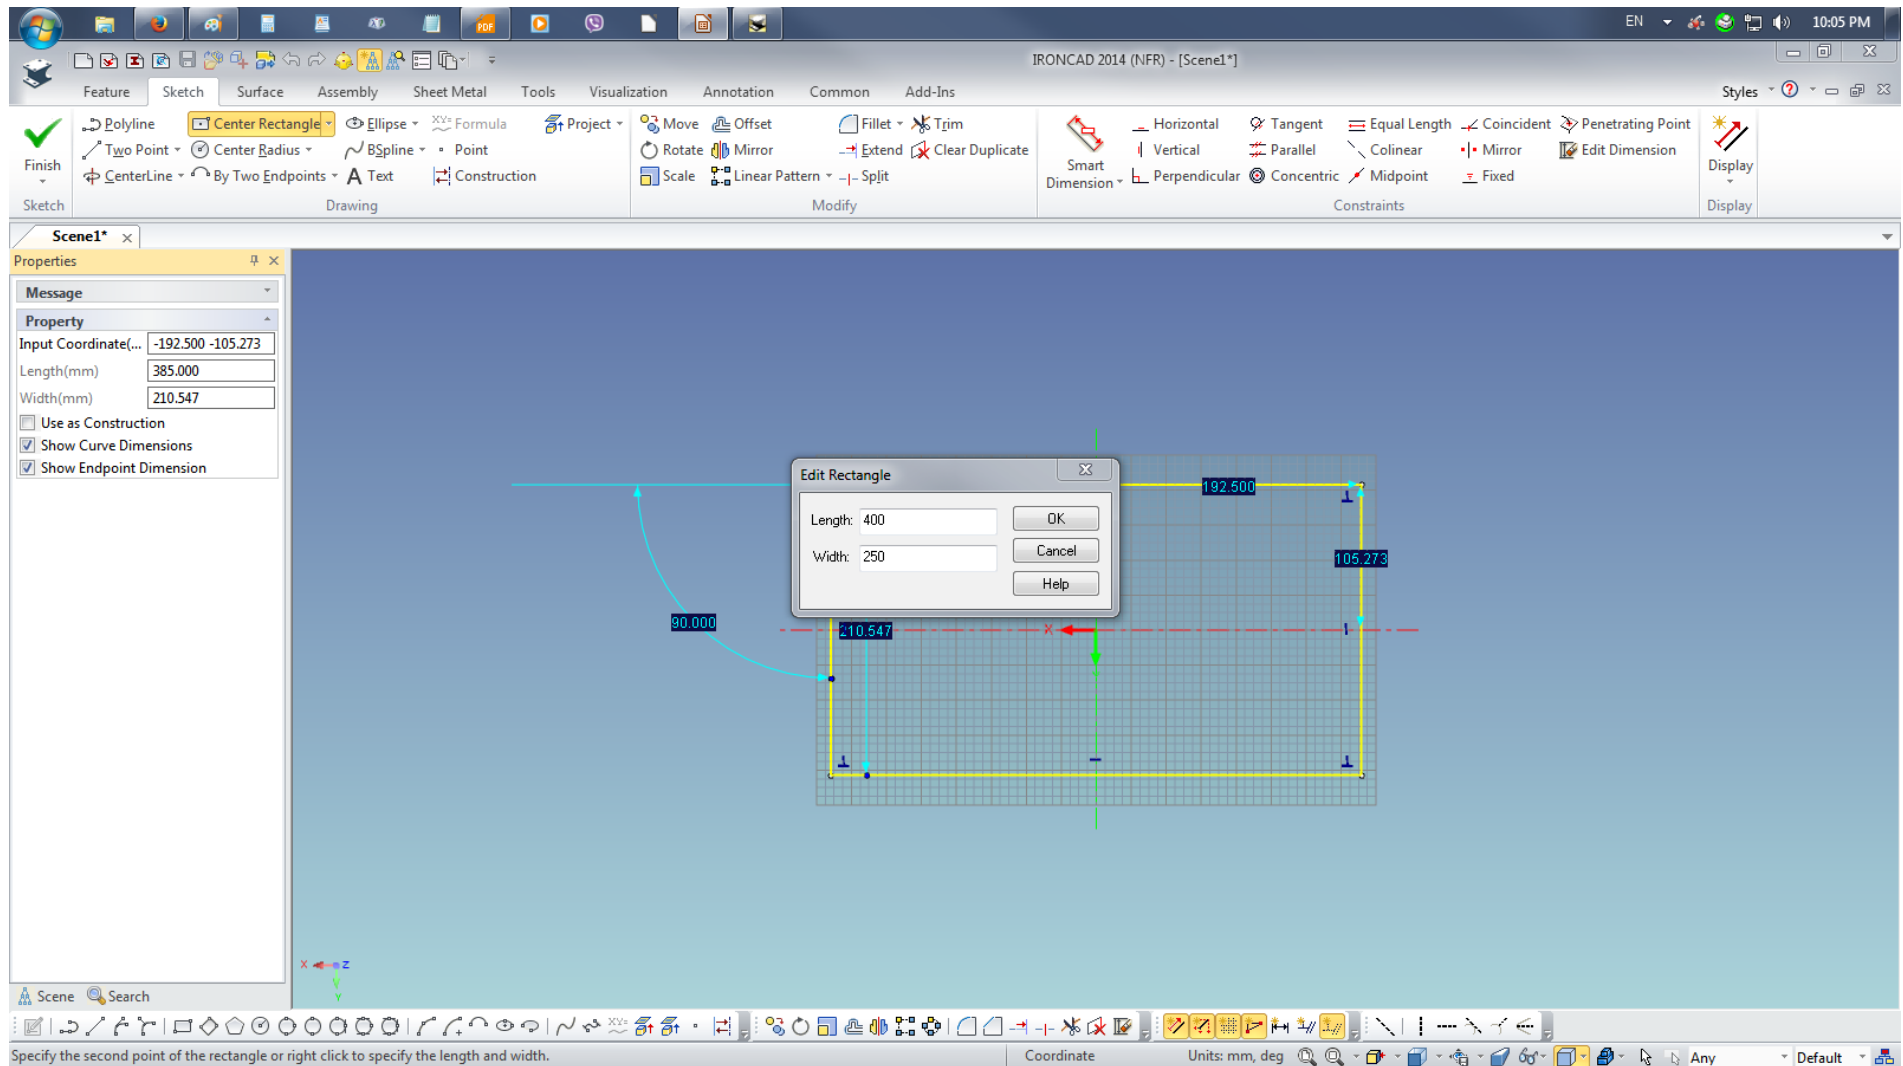 EN 10:05 PM
IRONCAD 2014 (NFR) - [Scene1*]
Feature Sketch Surface Assembly Sheet Metal Tools Visualization Annotation Common Add-Ins Styles
Polyline Center Rectangle Ellipse XY= Formula Project Move Offset Fillet Trim Horizontal Tangent Equal Length Coincident Penetrating Point
Two Point Center Radius BSpline Point Rotate Mirror Extend Clear Duplicate Vertical Parallel Colinear Mirror Edit Dimension
Finish CenterLine By Two Endpoints A Text Construction Scale Linear Pattern Split Smart Dimension Perpendicular Concentric Midpoint Fixed Display
Sketch Drawing Modify Constraints Display
Scene1*
Properties
Message
Property
Input Coordinate(... -192.500 -105.273
Length(mm) 385.000
Width(mm) 210.547
Use as Construction
Show Curve Dimensions
Show Endpoint Dimension
Edit Rectangle
Length: 400 OK
Width: 250 Cancel
Help
192.500
105.273
90.000
210.547
X
X Z
Y
Scene Search
Specify the second point of the rectangle or right click to specify the length and width. Coordinate Units: mm, deg Any Default